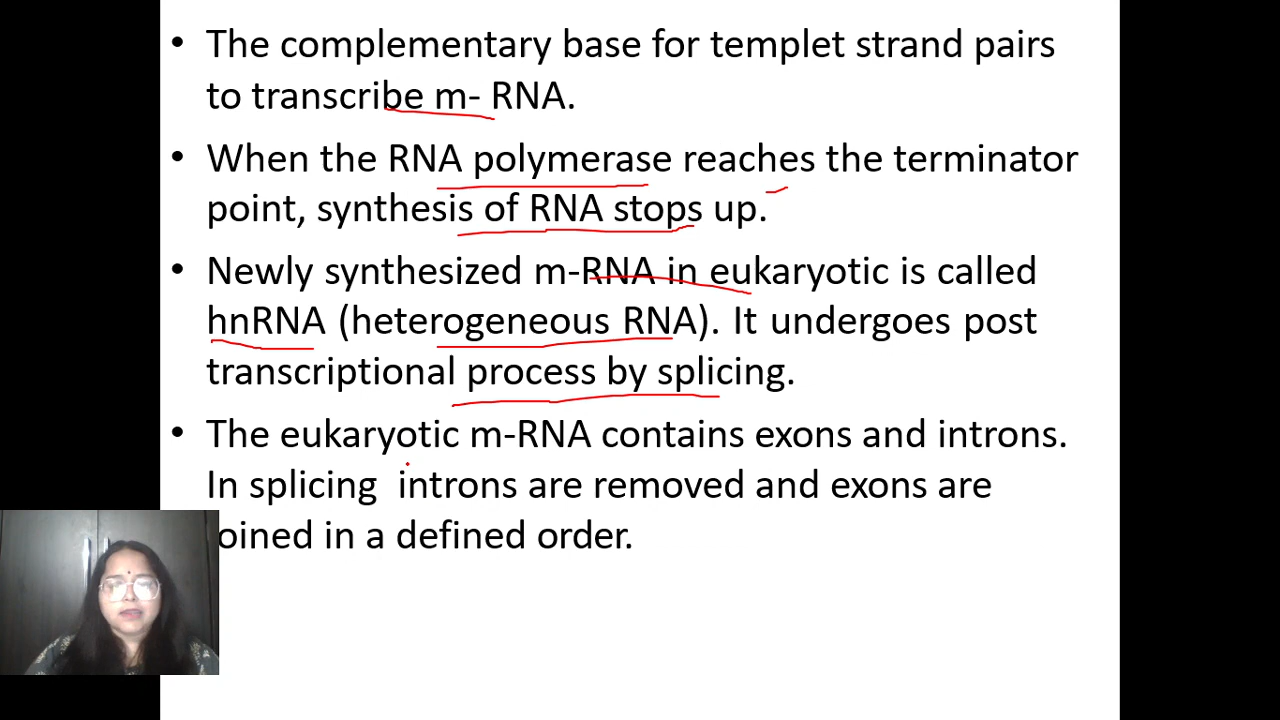 • The complementary base for templet strand pairs
to transcribe m- RNA.
• When the RNA polymerase reaches the terminator
point, synthesis of RNA stops up.
• Newly synthesized m-RNA in eukaryotic is called
hnRNA (heterogeneous RNA). It undergoes post
transcriptional process by splicing.
• The eukaryotic m-RNA contains exons and introns.
In splicing introns are removed and exons are
oined in a defined order.